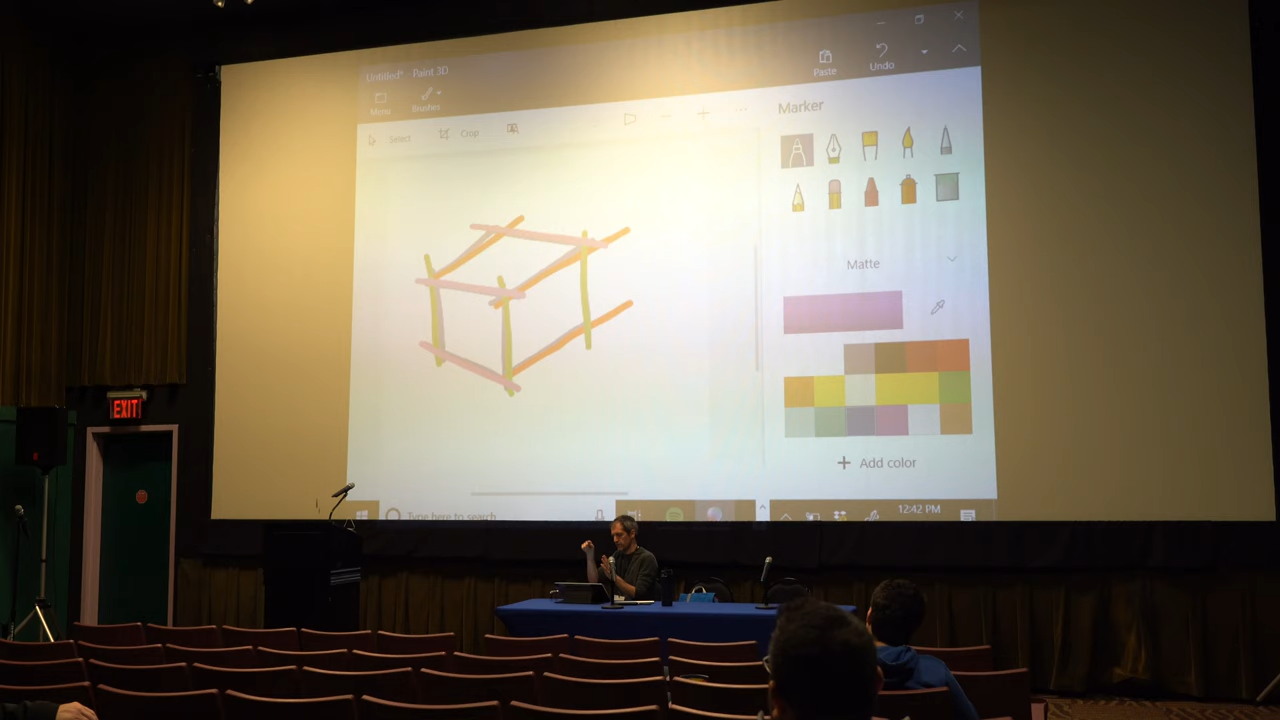 Untitled* - Paint 3D
Paste
Undo
Menu
Brushes
Select
Crop
Marker
Matte
Add color
Type here to search
12:42 PM
EXIT